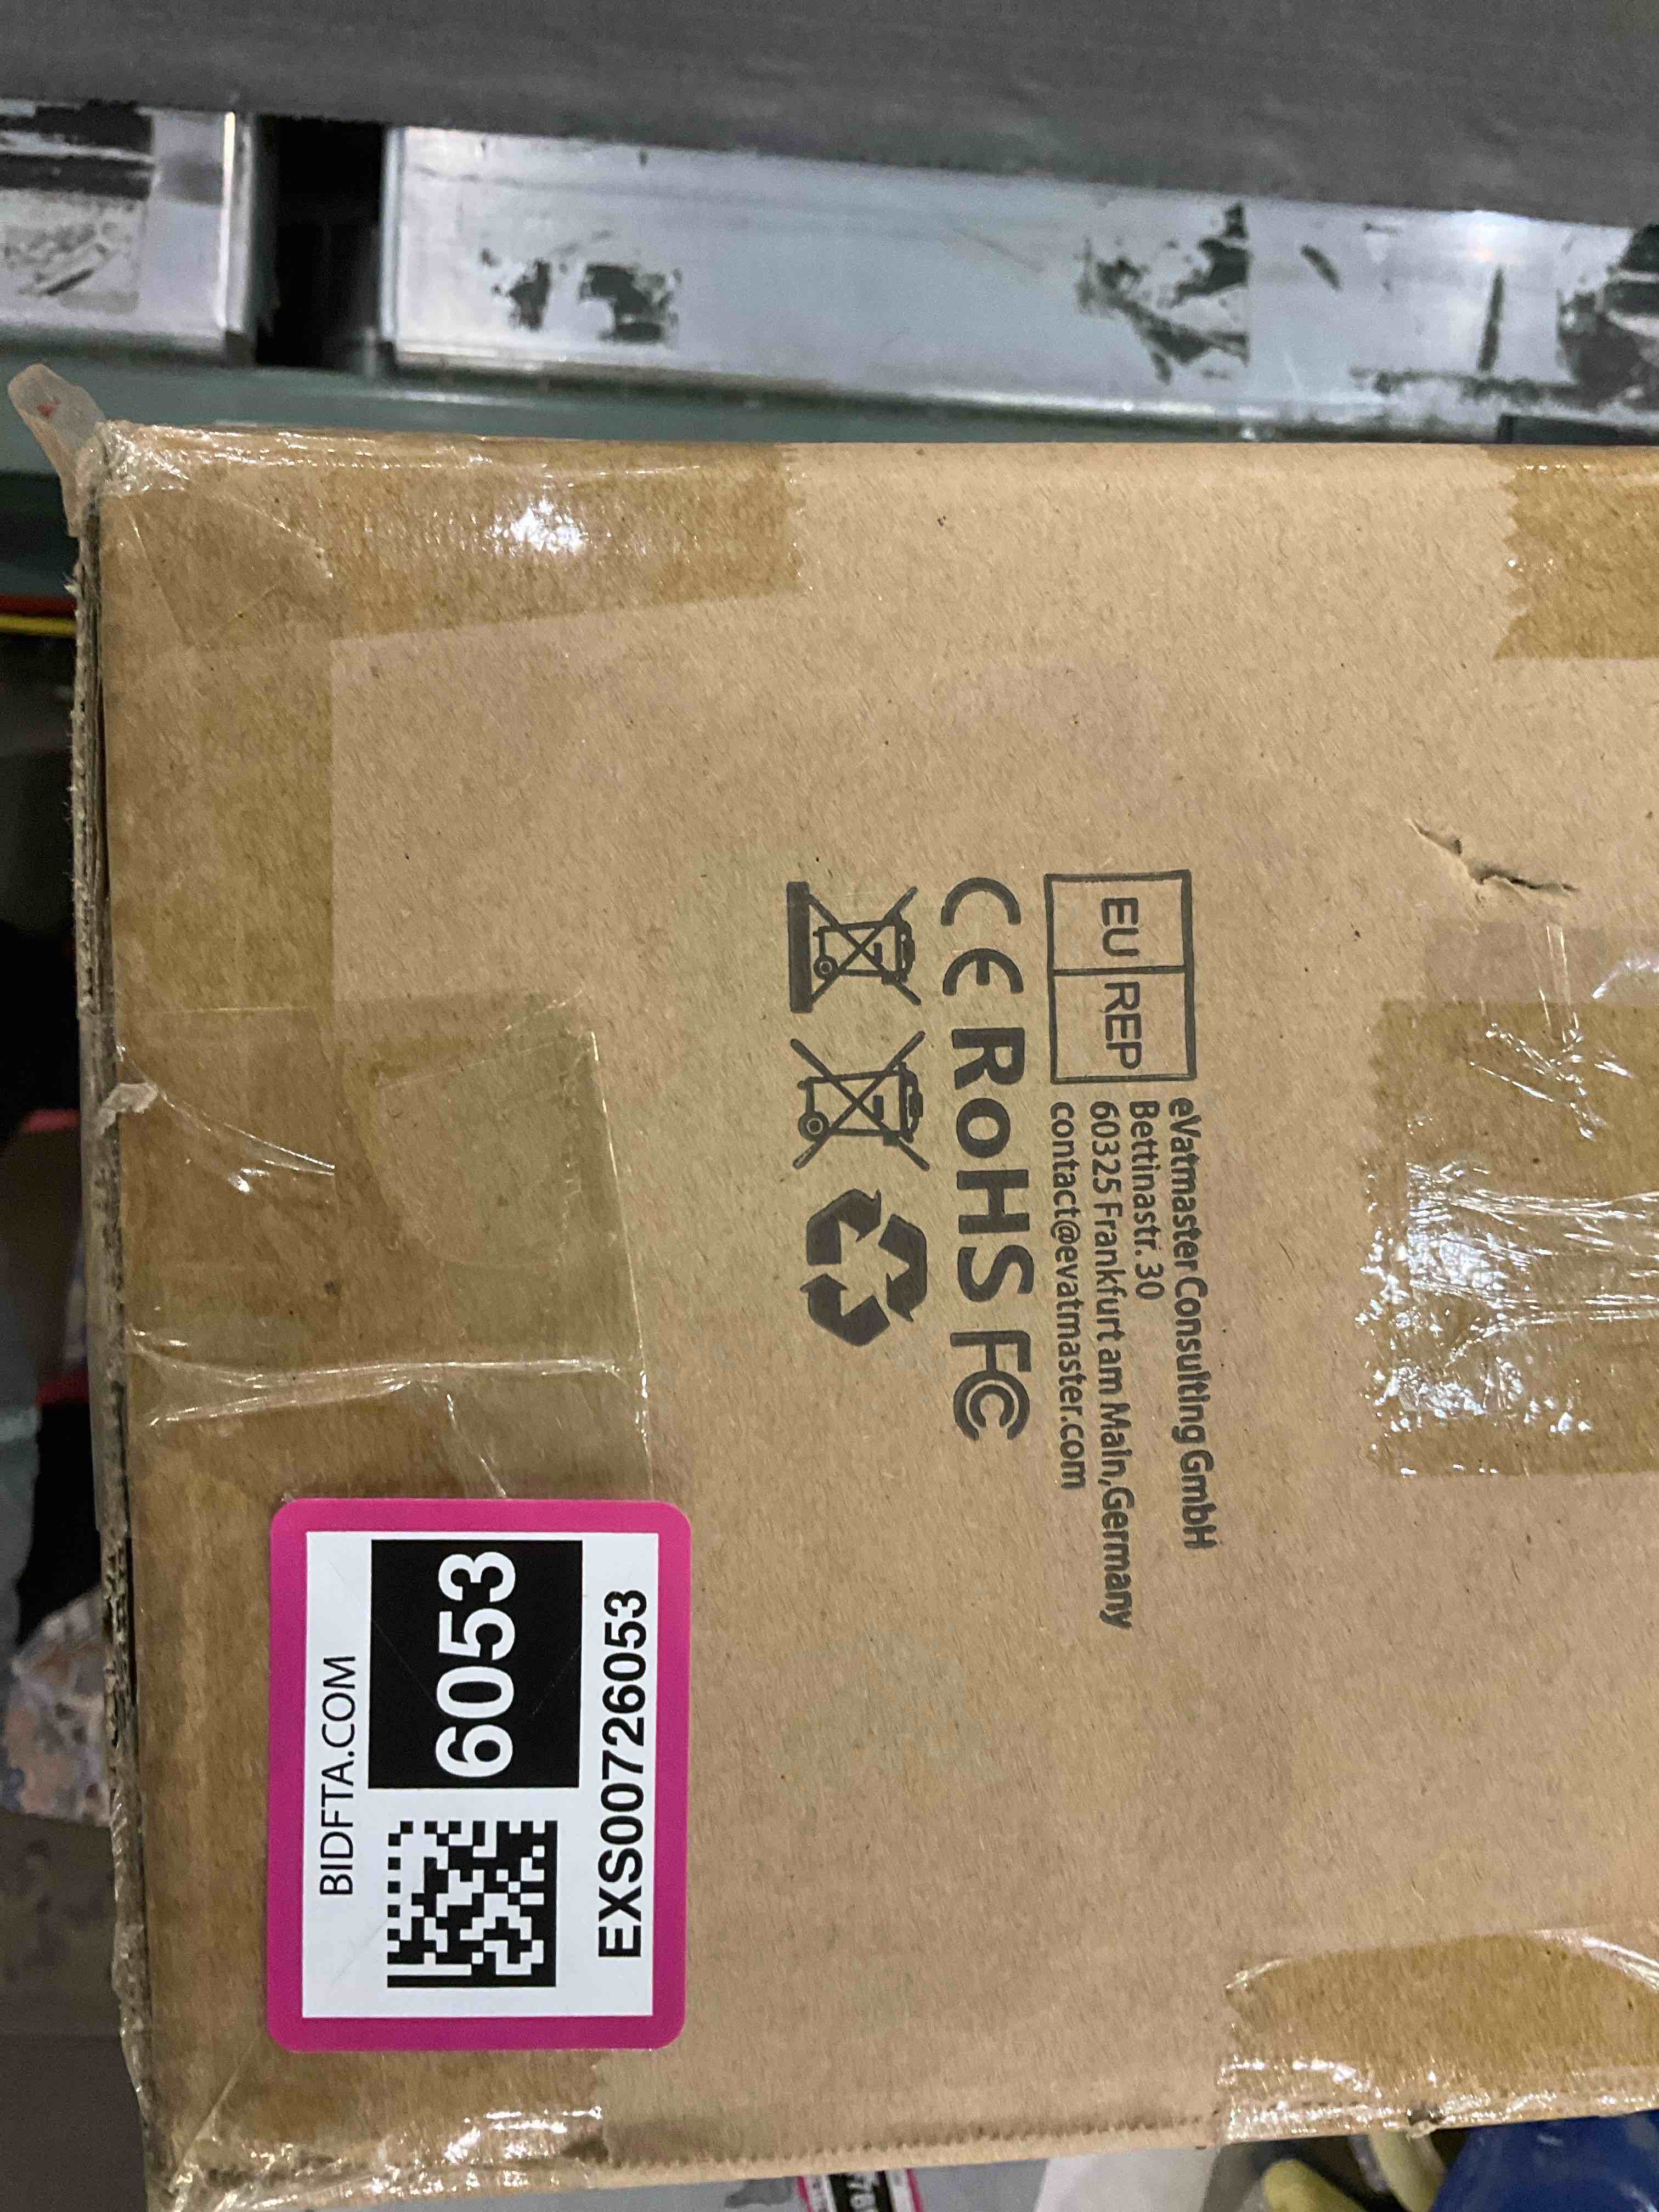 EU REP
eVatmaster Consulting GmbH
Bettinastr. 30
60325 Frankfurt am Main,Germany
contact@evatmaster.com
CE RoHS FC
BIDFTA.COM
6053
EXS00726053